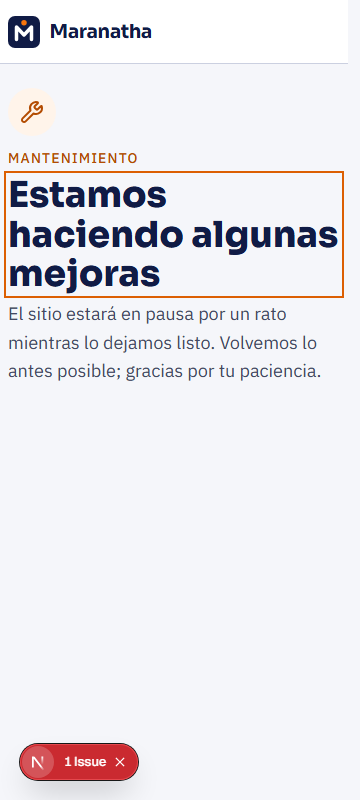 Maranatha
MANTENIMIENTO
Estamos
haciendo algunas
mejoras
El sitio estará en pausa por un rato
mientras lo dejamos listo. Volvemos lo
antes posible; gracias por tu paciencia.
N 1 Issue